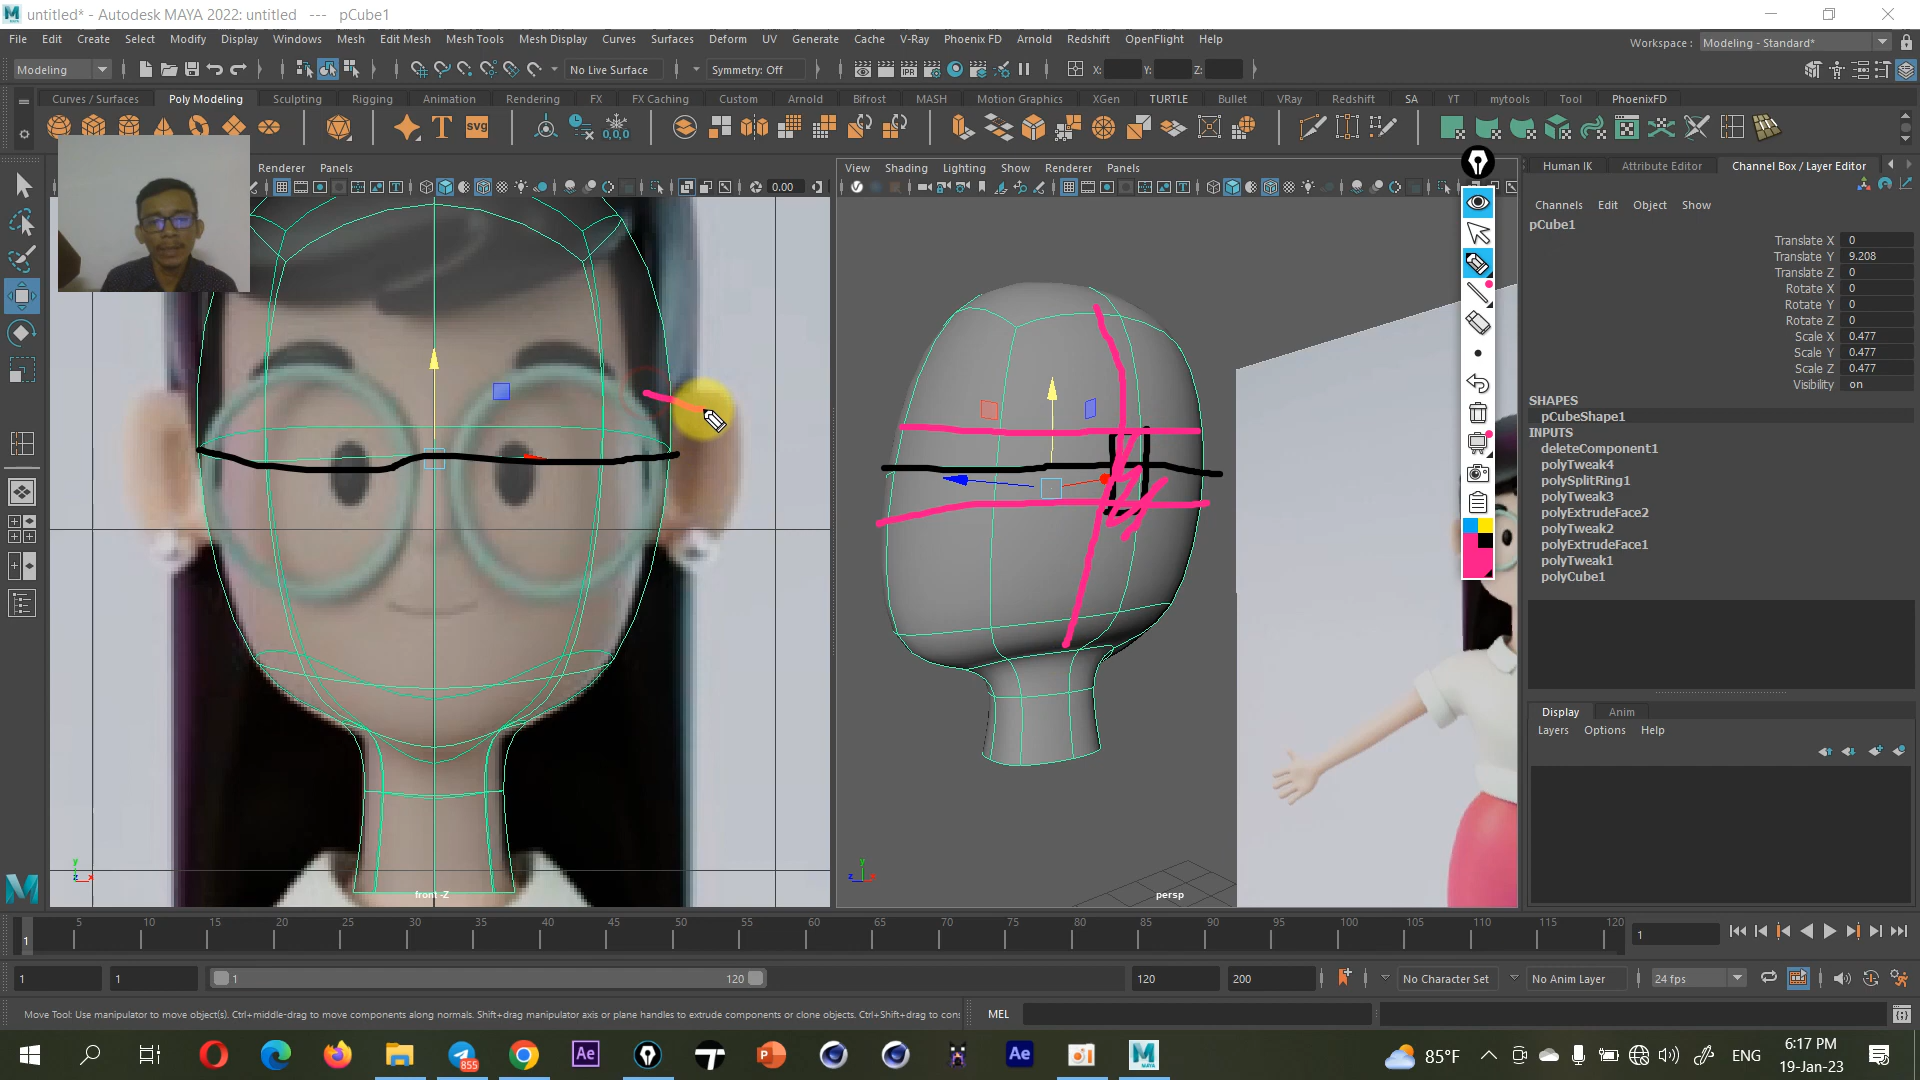 untitled* - Autodesk MAYA 2022: untitled --- pCube1
File Edit Create Select Modify Display Windows Mesh Edit Mesh Mesh Tools Mesh Display Curves Surfaces Deform UV Generate Cache V-Ray Phoenix FD Arnold Redshift OpenFlight Help
Workspace : Modeling - Standard*
Modeling No Live Surface Symmetry: Off X: Y: Z:
Curves / Surfaces Poly Modeling Sculpting Rigging Animation Rendering FX FX Caching Custom Arnold Bifrost MASH Motion Graphics XGen TURTLE Bullet VRay Redshift SA YT mytools Tool PhoenixFD
T svg 0,0,0
Renderer Panels
View Shading Lighting Show Renderer Panels
0.00
front -Z
persp
Human IK Attribute Editor Channel Box / Layer Editor
Channels Edit Object Show
pCube1
Translate X 0
Translate Y 9.208
Translate Z 0
Rotate X 0
Rotate Y 0
Rotate Z 0
Scale X 0.477
Scale Y 0.477
Scale Z 0.477
Visibility on
SHAPES
pCubeShape1
INPUTS
deleteComponent1
polyTweak4
polySplitRing1
polyTweak3
polyExtrudeFace2
polyTweak2
polyExtrudeFace1
polyTweak1
polyCube1
Display Anim
Layers Options Help
1 5 10 15 20 25 30 35 40 45 50 55 60 65 70 75 80 85 90 95 100 105 110 115 120 1
1 1 1 120 120 200 No Character Set No Anim Layer 24 fps
Move Tool: Use manipulator to move object(s). Ctrl+middle-drag to move components along normals. Shift+drag manipulator axis or plane handles to extrude components or clone objects. Ctrl+Shift+drag to con
MEL
855
Ae Ae
85°F ENG 6:17 PM
19-Jan-23